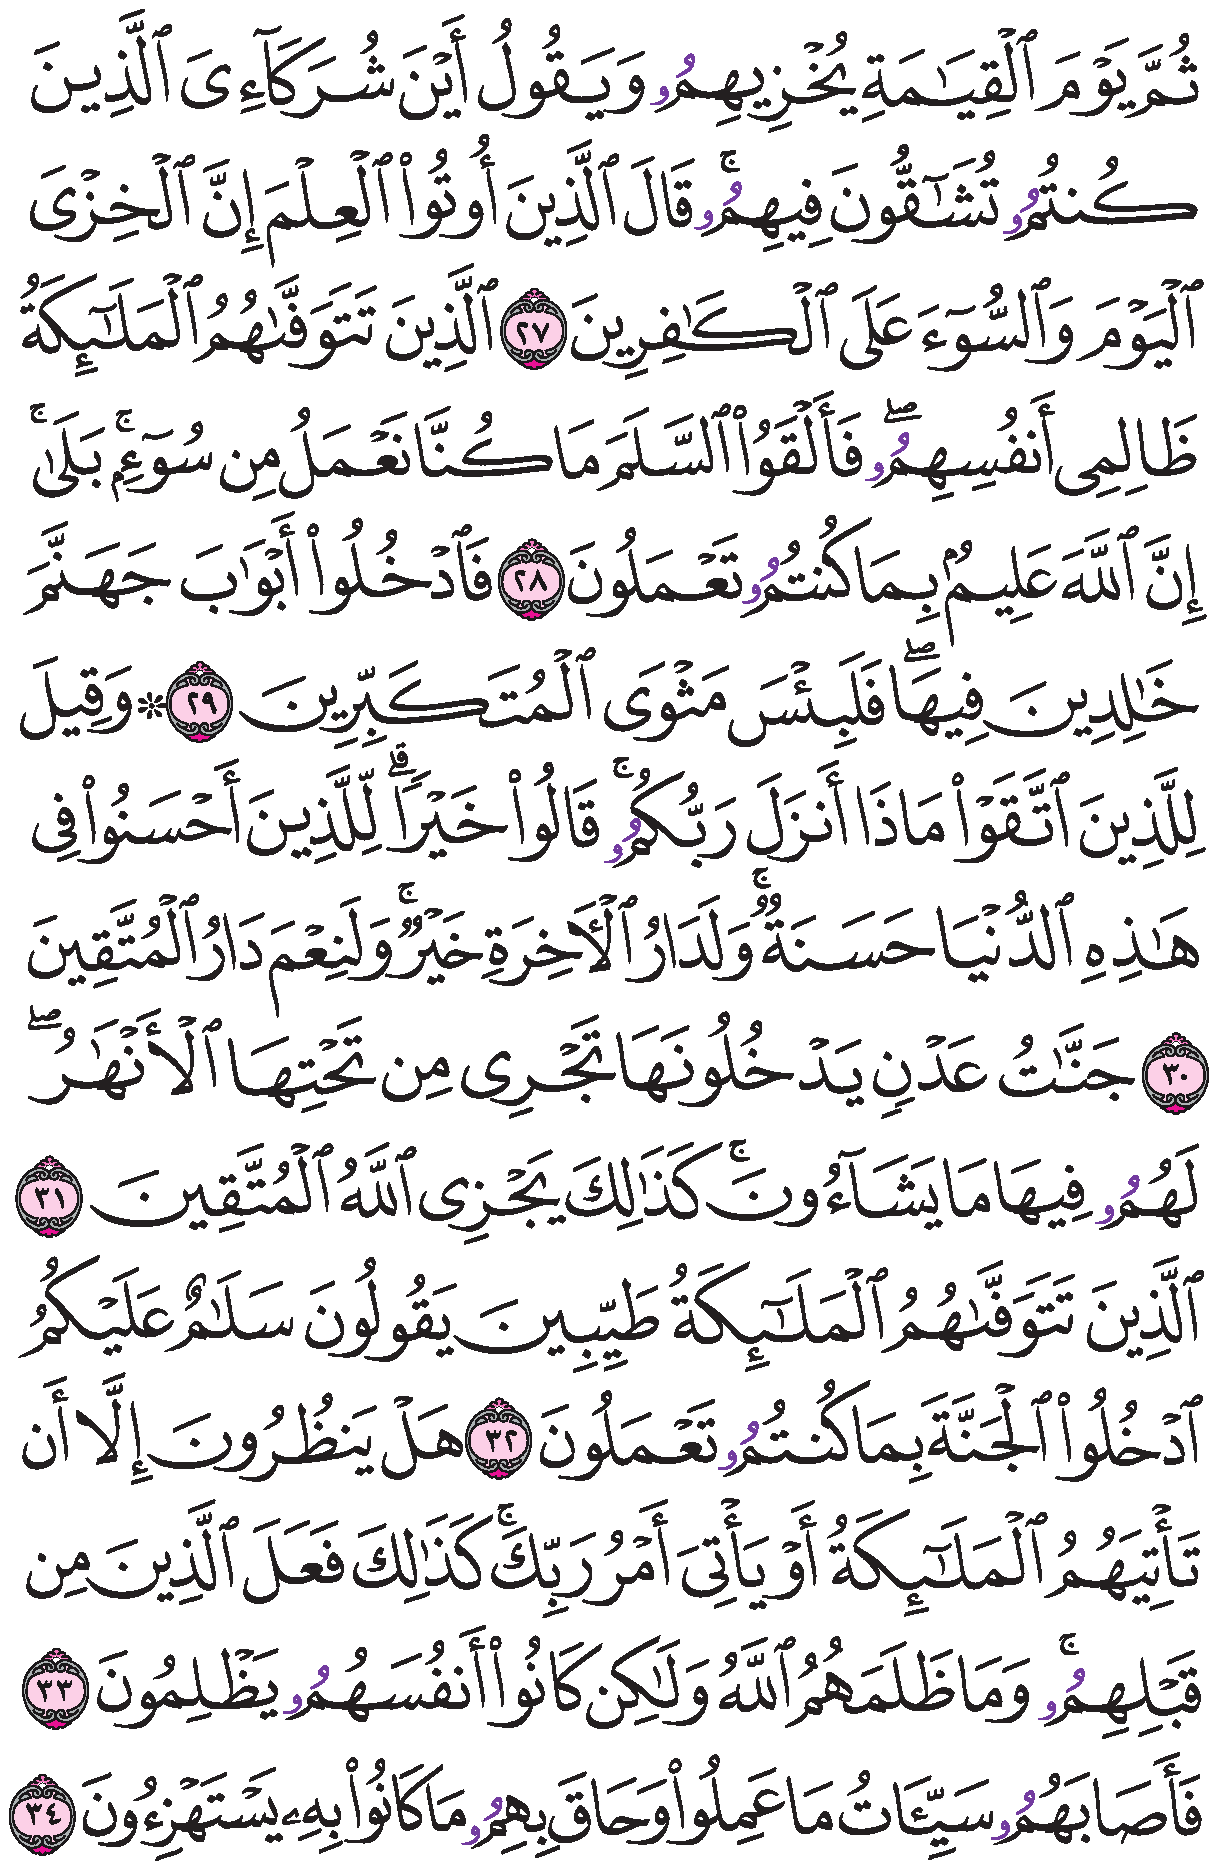 ثُمَّ يَوْمَ ٱلْقِيَٰمَةِ يُخْزِيهِمُۥ وَيَقُولُ أَيْنَ شُرَكَآءِىَ ٱلَّذِينَ
كُنتُمُۥ تُشَٰٓقُّونَ فِيهِمُۥۚ قَالَ ٱلَّذِينَ أُوتُوا۟ ٱلْعِلْمَ إِنَّ ٱلْخِزْىَ
ٱلْيَوْمَ وَٱلسُّوٓءَ عَلَى ٱلْكَٰفِرِينَ ٢٧ ٱلَّذِينَ تَتَوَفَّىٰهُمُ ٱلْمَلَٰٓئِكَةُ
ظَالِمِىٓ أَنفُسِهِمُۥۖ فَأَلْقَوُا۟ ٱلسَّلَمَ مَا كُنَّا نَعْمَلُ مِن سُوٓءٍۭۚ بَلَىٰٓۚ
إِنَّ ٱللَّهَ عَلِيمٌۢ بِمَا كُنتُمُۥ تَعْمَلُونَ ٢٨ فَٱدْخُلُوٓا۟ أَبْوَٰبَ جَهَنَّمَ
خَٰلِدِينَ فِيهَاۖ فَلَبِئْسَ مَثْوَى ٱلْمُتَكَبِّرِينَ ٢٩ ۞ وَقِيلَ
لِلَّذِينَ ٱتَّقَوْا۟ مَاذَآ أَنزَلَ رَبُّكُمُۥۚ قَالُوا۟ خَيْرًاۗ لِّلَّذِينَ أَحْسَنُوا۟ فِى
هَٰذِهِ ٱلدُّنْيَا حَسَنَةٌۚ وَلَدَارُ ٱلْأَخِرَةِ خَيْرٌۚ وَلَنِعْمَ دَارُ ٱلْمُتَّقِينَ
٣٠ جَنَّٰتُ عَدْنٍ يَدْخُلُونَهَا تَجْرِى مِن تَحْتِهَا ٱلْأَنْهَٰرُۖ
لَهُمُۥ فِيهَا مَا يَشَآءُونَۚ كَذَٰلِكَ يَجْزِى ٱللَّهُ ٱلْمُتَّقِينَ ٣١
ٱلَّذِينَ تَتَوَفَّىٰهُمُ ٱلْمَلَٰٓئِكَةُ طَيِّبِينَ يَقُولُونَ سَلَٰمٌ عَلَيْكُمُ
ٱدْخُلُوا۟ ٱلْجَنَّةَ بِمَا كُنتُمُۥ تَعْمَلُونَ ٣٢ هَلْ يَنظُرُونَ إِلَّا أَن
تَأْتِيَهُمُ ٱلْمَلَٰٓئِكَةُ أَوْ يَأْتِىَ أَمْرُ رَبِّكَۚ كَذَٰلِكَ فَعَلَ ٱلَّذِينَ مِن
قَبْلِهِمُۥۚ وَمَا ظَلَمَهُمُ ٱللَّهُ وَلَٰكِن كَانُوا۟ أَنفُسَهُمُۥ يَظْلِمُونَ ٣٣
فَأَصَابَهُمُۥ سَيِّـَٔاتُ مَا عَمِلُوا۟ وَحَاقَ بِهِمُۥ مَا كَانُوا۟ بِهِۦ يَسْتَهْزِءُونَ ٣٤